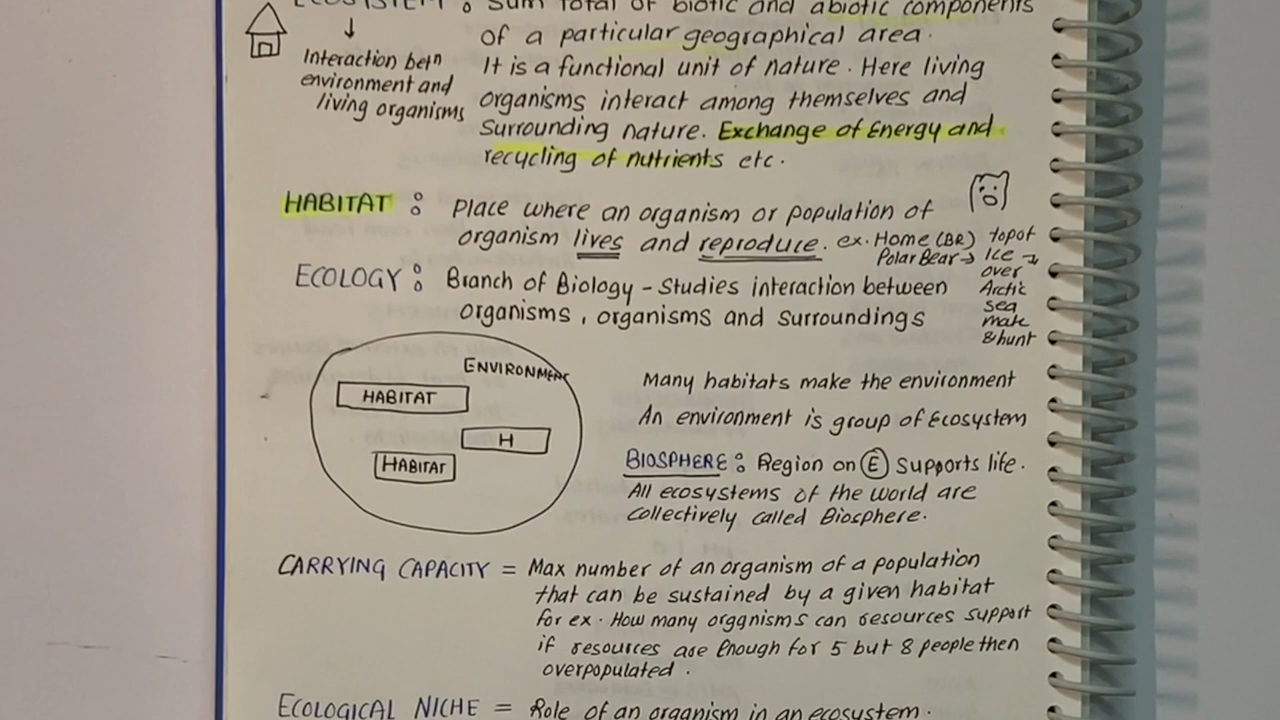 ECOSYSTEM : Sum total of biotic and abiotic components
of a particular geographical area.
Interaction betn
environment and
living organisms
It is a functional unit of nature. Here living
organisms interact among themselves and
surrounding nature. Exchange of Energy and
recycling of nutrients etc.
HABITAT : Place where an organism or population of
organism lives and reproduce. ex. Home (BR)
Polar Bear → Ice →
top of
over
Arctic
sea
mate
& hunt
ECOLOGY : Branch of Biology - Studies interaction between
organisms, organisms and surroundings
ENVIRONMENT
HABITAT
H
HABITAT
Many habitats make the environment
An environment is group of Ecosystem
BIOSPHERE : Region on E supports life.
All ecosystems of the world are
collectively called Biosphere.
CARRYING CAPACITY = Max number of an organism of a population
that can be sustained by a given habitat
for ex. How many organisms can resources support
if resources are Enough for 5 but 8 people then
overpopulated.
ECOLOGICAL NICHE = Role of an organism in an ecosystem.